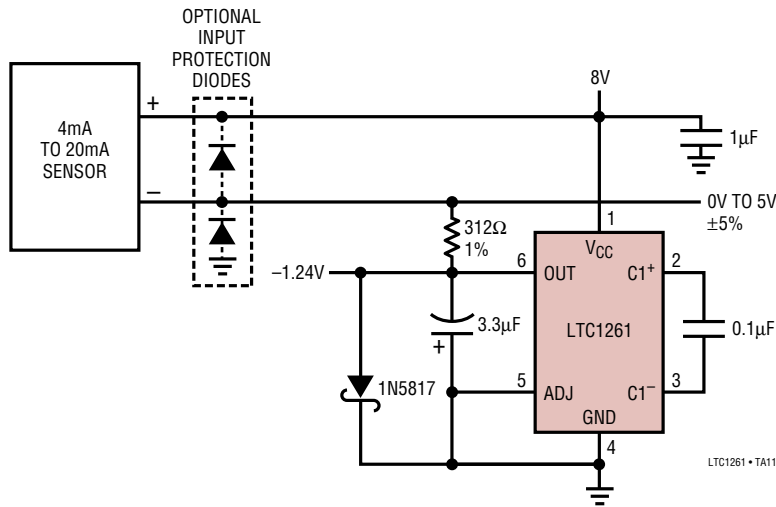 OPTIONAL
INPUT
PROTECTION
DIODES
8V
+
4mA
TO 20mA
SENSOR
1µF
−
0V TO 5V
±5%
312Ω
1%
1
VCC
−1.24V
6
OUT
C1+
2
3.3µF
+
LTC1261
0.1µF
1N5817
5
ADJ
C1−
3
GND
4
LTC1261 • TA11